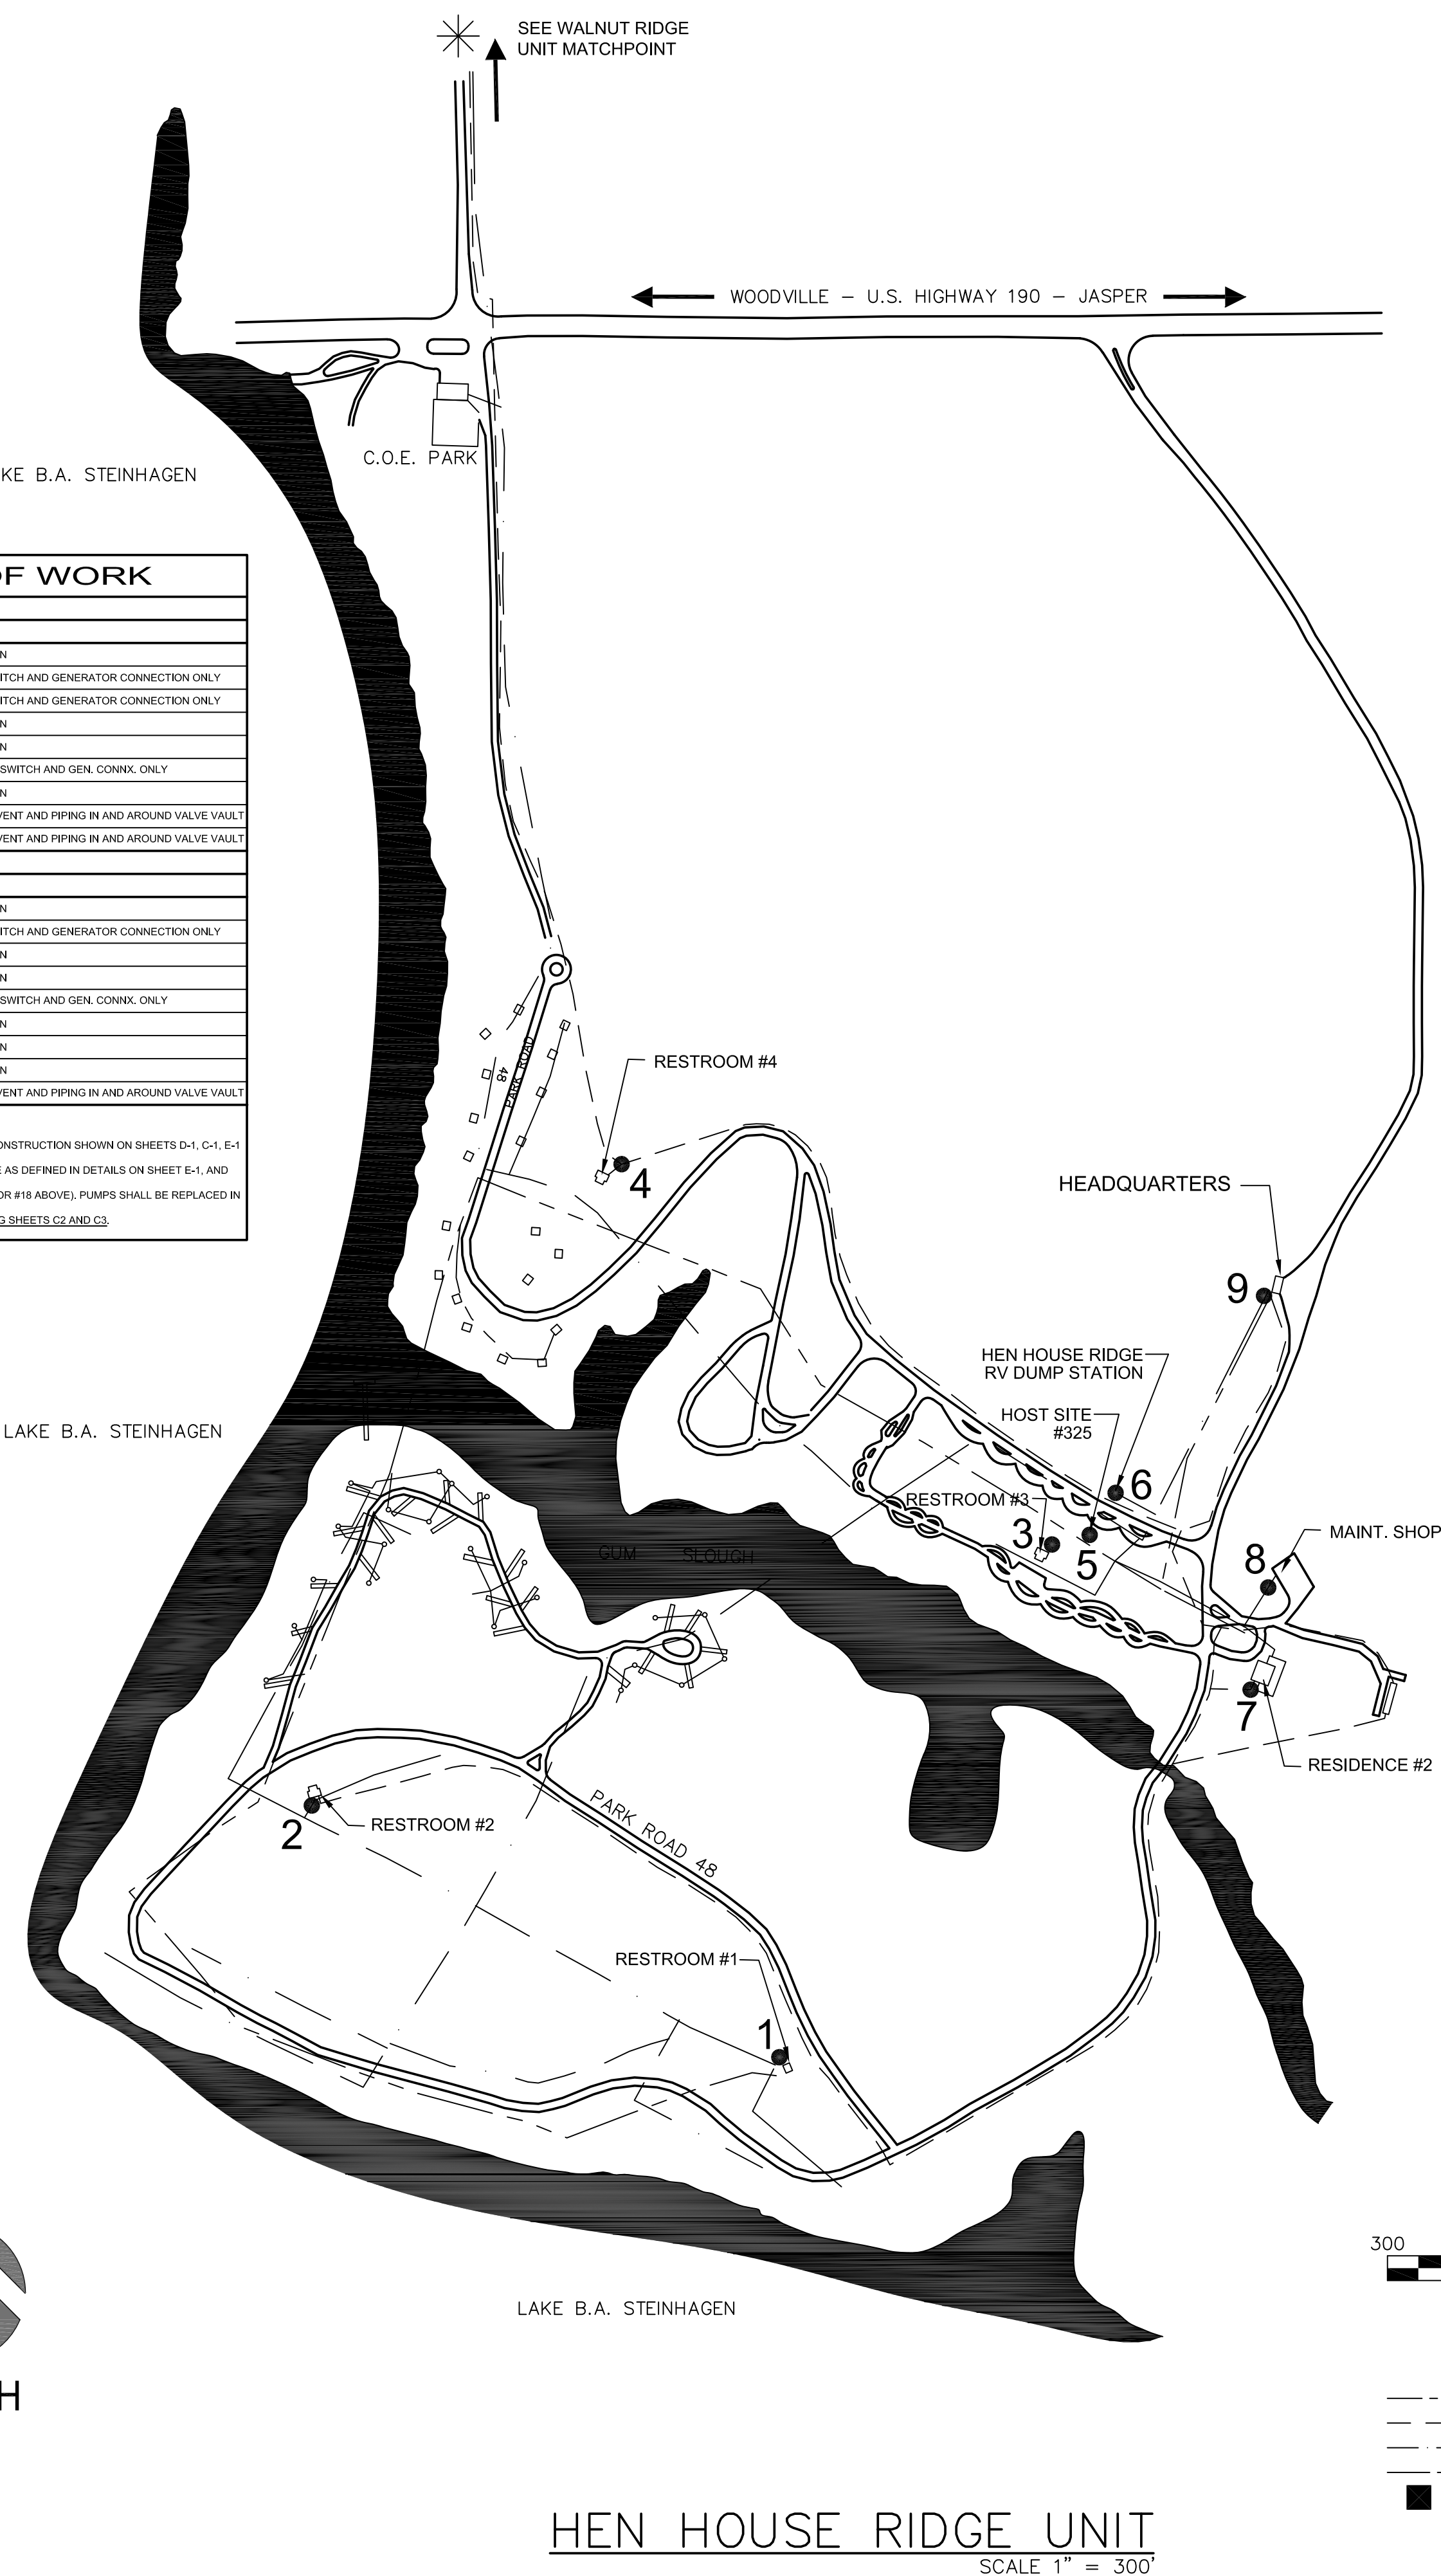 SEE WALNUT RIDGE
UNIT MATCHPOINT
WOODVILLE - U.S. HIGHWAY 190 - JASPER
C.O.E. PARK
KE B.A. STEINHAGEN
OF WORK
N
ITCH AND GENERATOR CONNECTION ONLY
ITCH AND GENERATOR CONNECTION ONLY
N
N
SWITCH AND GEN. CONNX. ONLY
N
VENT AND PIPING IN AND AROUND VALVE VAULT
VENT AND PIPING IN AND AROUND VALVE VAULT
N
ITCH AND GENERATOR CONNECTION ONLY
N
N
SWITCH AND GEN. CONNX. ONLY
N
N
N
VENT AND PIPING IN AND AROUND VALVE VAULT
ONSTRUCTION SHOWN ON SHEETS D-1, C-1, E-1
E AS DEFINED IN DETAILS ON SHEET E-1, AND
OR #18 ABOVE). PUMPS SHALL BE REPLACED IN
G SHEETS C2 AND C3.
PARK ROAD
48
RESTROOM #4
4
HEADQUARTERS
9
HEN HOUSE RIDGE
RV DUMP STATION
HOST SITE
#325
LAKE B.A. STEINHAGEN
6
RESTROOM #3
3
5
MAINT. SHOP
8
GUM SLOUGH
7
RESIDENCE #2
2
RESTROOM #2
PARK ROAD 48
RESTROOM #1
1
300
LAKE B.A. STEINHAGEN
H
HEN HOUSE RIDGE UNIT
SCALE 1" = 300'